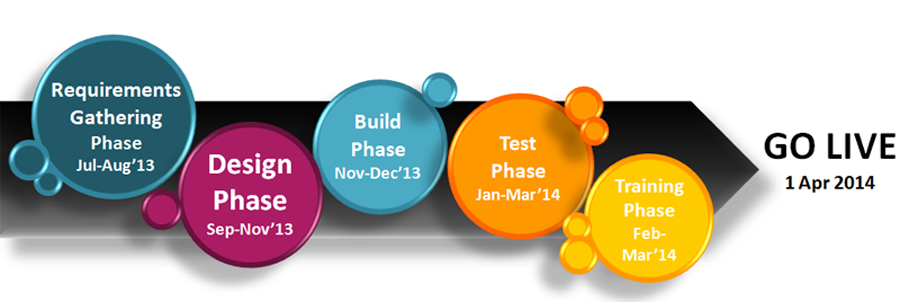 Requirements
Gathering
Phase
Jul-Aug’13
Design
Phase
Sep-Nov’13
Build
Phase
Nov-Dec’13
Test
Phase
Jan-Mar’14
Training
Phase
Feb-
Mar’14
GO LIVE
1 Apr 2014